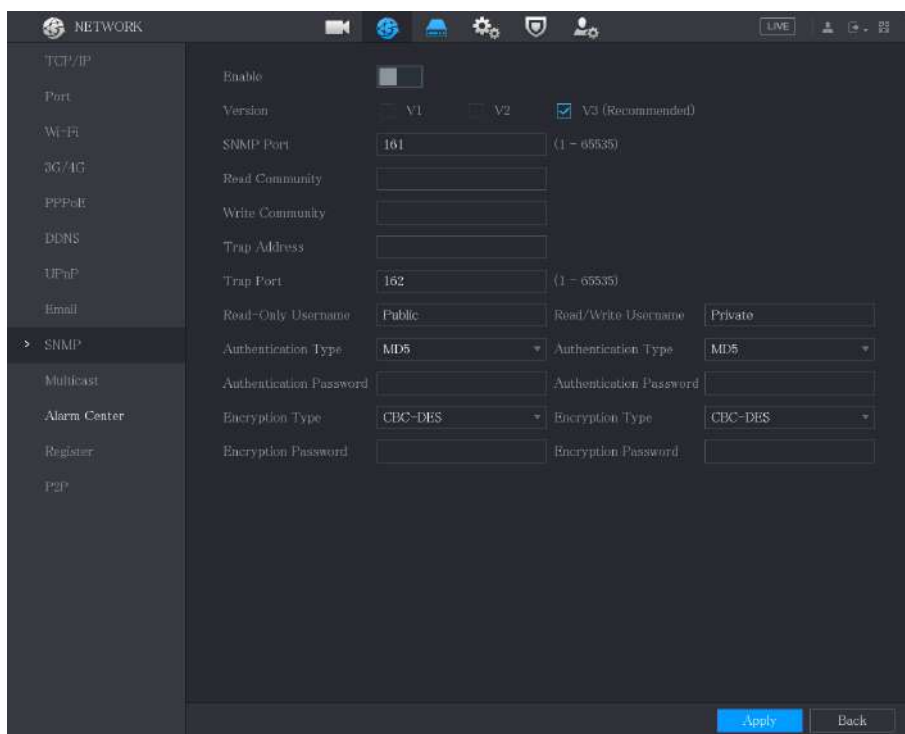 NETWORK LIVE
TCP/IP
Port
Wi-Fi
3G/4G
PPPoE
DDNS
UPnP
Email
SNMP
Multicast
Alarm Center
Register
P2P
Enable
Version V1 V2 V3 (Recommended)
SNMP Port 161 (1 - 65535)
Read Community
Write Community
Trap Address
Trap Port 162 (1 - 65535)
Read-Only Username Public Read/Write Username Private
Authentication Type MD5 Authentication Type MD5
Authentication Password Authentication Password
Encryption Type CBC-DES Encryption Type CBC-DES
Encryption Password Encryption Password
Apply Back